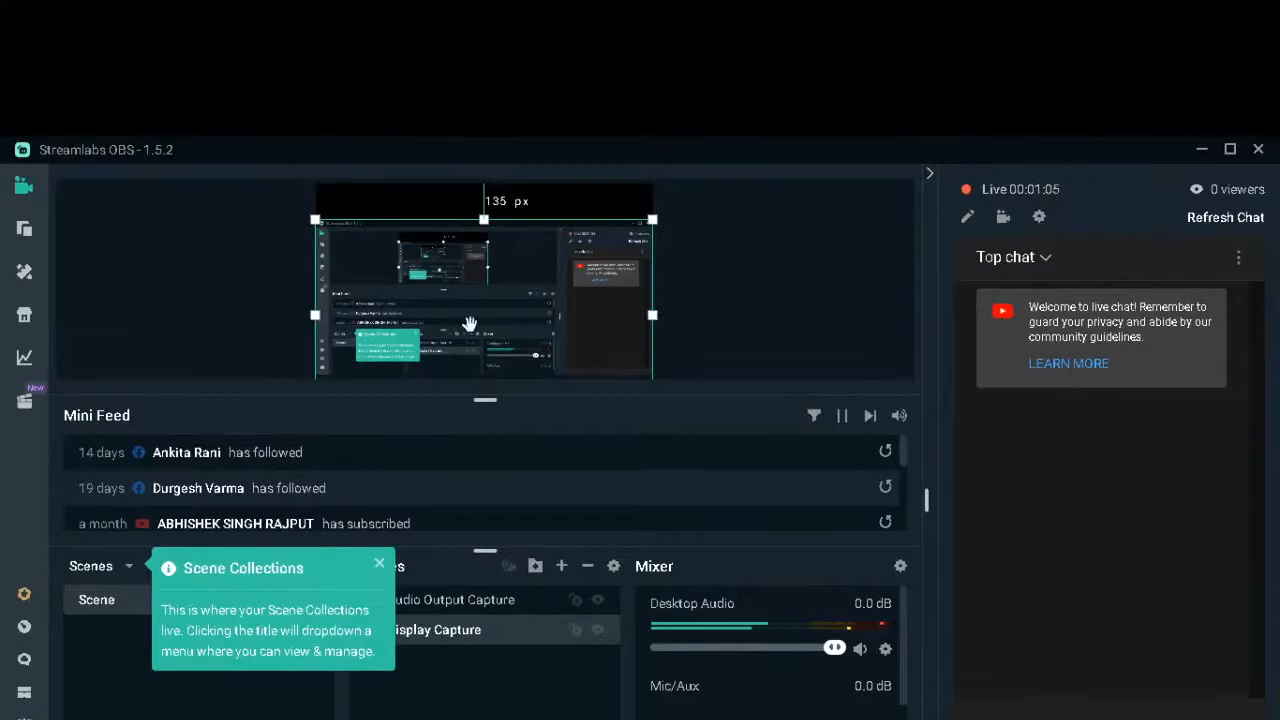 Streamlabs OBS - 1.5.2
135 px
Live 00:01:05
0 viewers
Refresh Chat
Top chat
Welcome to live chat! Remember to
guard your privacy and abide by our
community guidelines.
LEARN MORE
New
Mini Feed
14 days Ankita Rani has followed
19 days Durgesh Varma has followed
a month ABHISHEK SINGH RAJPUT has subscribed
Scenes
Scene
Scene Collections
This is where your Scene Collections
live. Clicking the title will dropdown a
menu where you can view & manage.
es
udio Output Capture
isplay Capture
Mixer
Desktop Audio 0.0 dB
Mic/Aux 0.0 dB